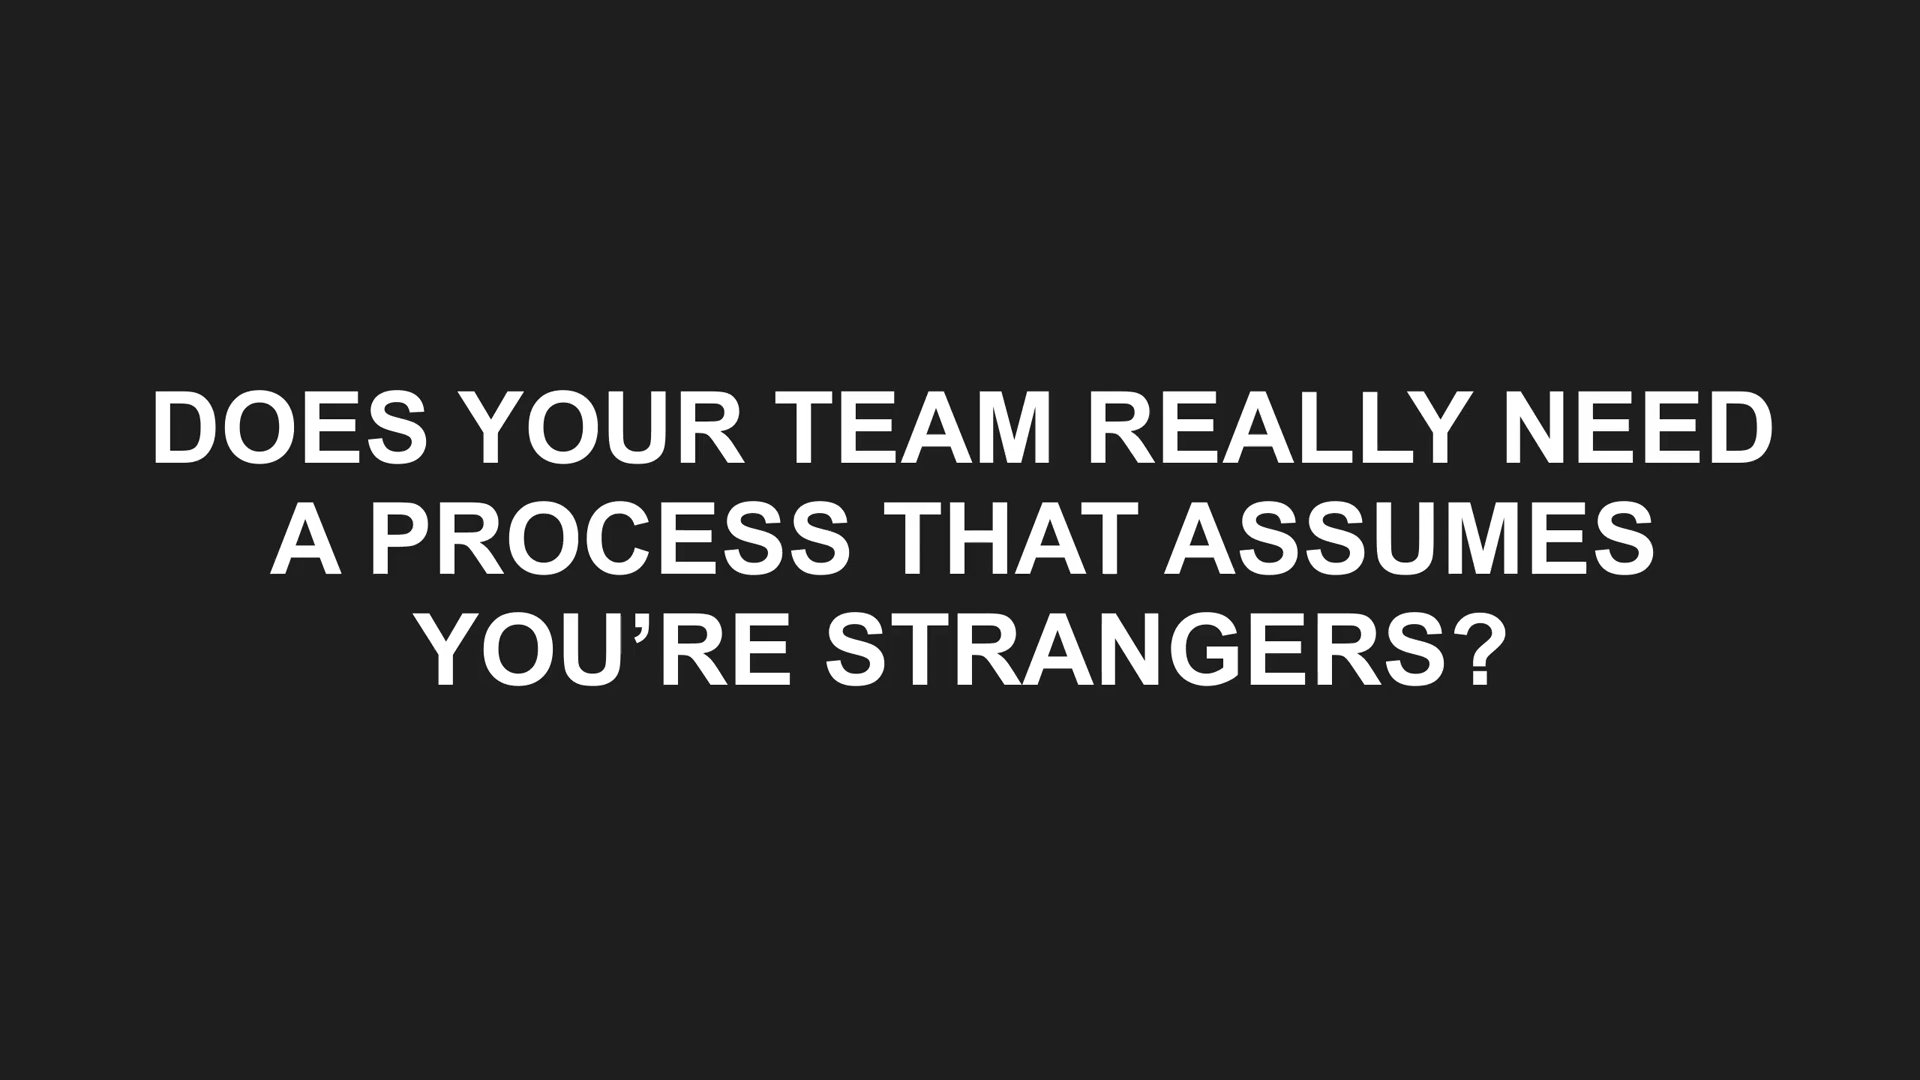 DOES YOUR TEAM REALLY NEED
A PROCESS THAT ASSUMES
YOU’RE STRANGERS?